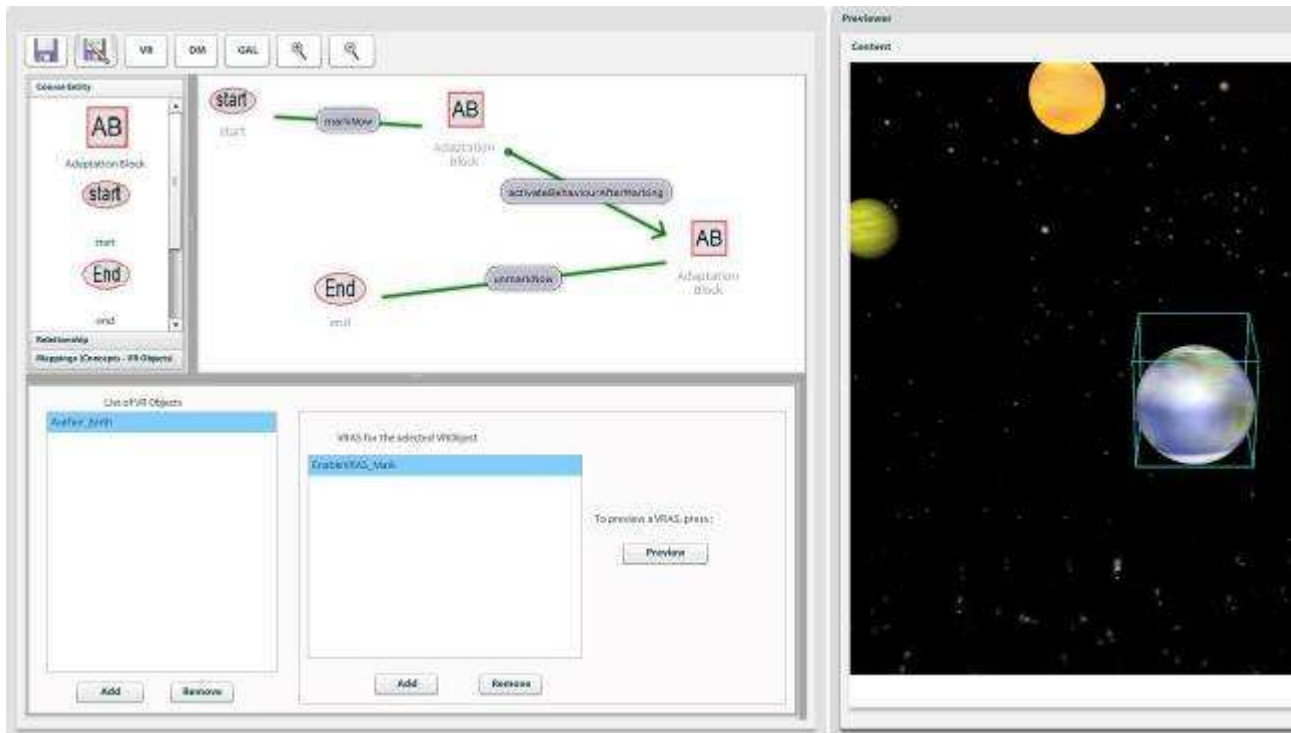 Previewer
Content
VR
DM
GAL
Course Entity
AB
Adaptation Block
start
start
End
end
Relationship
Mappings (Concepts - VR Objects)
start
start
markNow
AB
Adaptation
Block
activateBehaviourAfterMarking
AB
Adaptation
Block
unmarkNow
End
end
List of VR Objects
VRAS for the selected VRObject
To preview a VRAS, press :
Preview
Add
Remove
Add
Remove